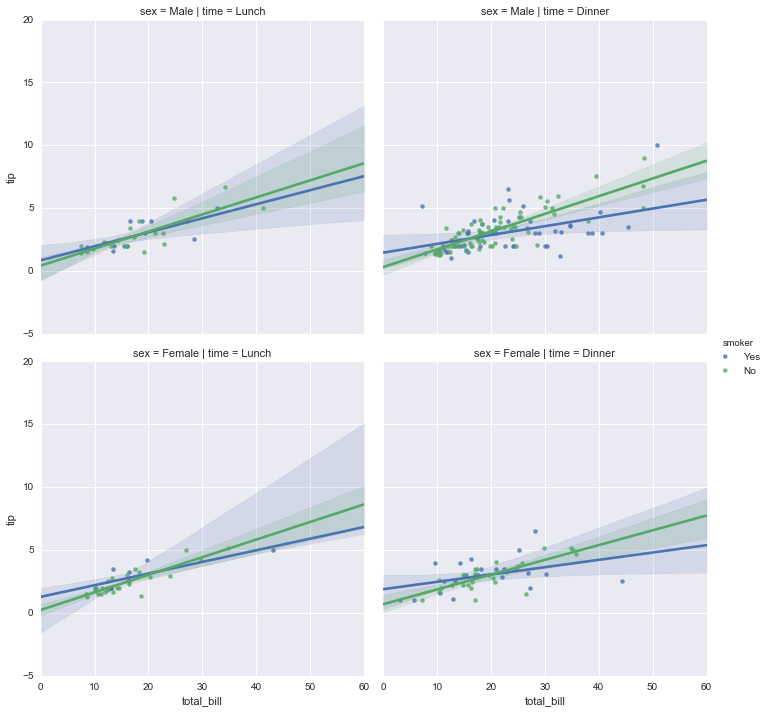 sex = Male | time = Lunch
sex = Male | time = Dinner
20
15
10
5
0
−5
tip
sex = Female | time = Lunch
sex = Female | time = Dinner
smoker
Yes
No
20
15
10
5
0
−5
tip
0 10 20 30 40 50 60
0 10 20 30 40 50 60
total_bill
total_bill